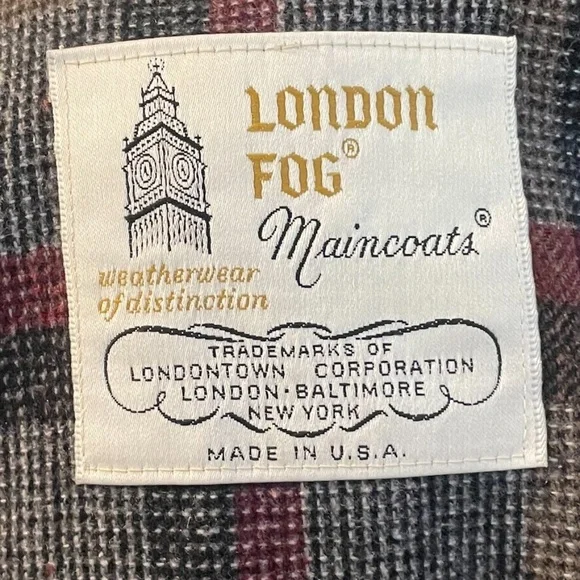 LONDON
FOG®
Maincoats®
weatherwear
of distinction
TRADEMARKS OF
LONDONTOWN CORPORATION
LONDON-BALTIMORE
NEW YORK
MADE IN U.S.A.